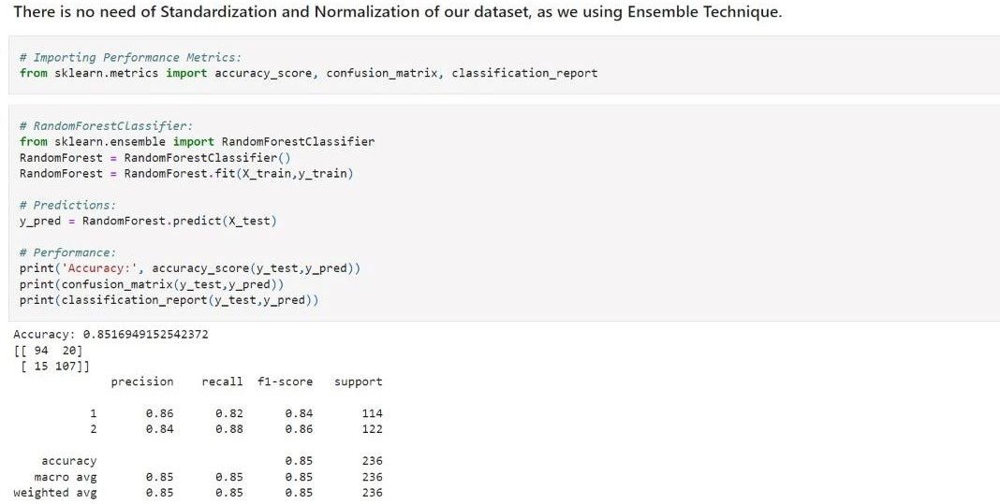 There is no need of Standardization and Normalization of our dataset, as we using Ensemble Technique.
# Importing Performance Metrics:
from sklearn.metrics import accuracy_score, confusion_matrix, classification_report
# RandomForestClassifier:
from sklearn.ensemble import RandomForestClassifier
RandomForest = RandomForestClassifier()
RandomForest = RandomForest.fit(X_train,y_train)
# Predictions:
y_pred = RandomForest.predict(X_test)
# Performance:
print('Accuracy:', accuracy_score(y_test,y_pred))
print(confusion_matrix(y_test,y_pred))
print(classification_report(y_test,y_pred))
Accuracy: 0.8516949152542372
[[ 94  20]
 [ 15 107]]
precision recall f1-score support
1 0.86 0.82 0.84 114
2 0.84 0.88 0.86 122
accuracy 0.85 236
macro avg 0.85 0.85 0.85 236
weighted avg 0.85 0.85 0.85 236